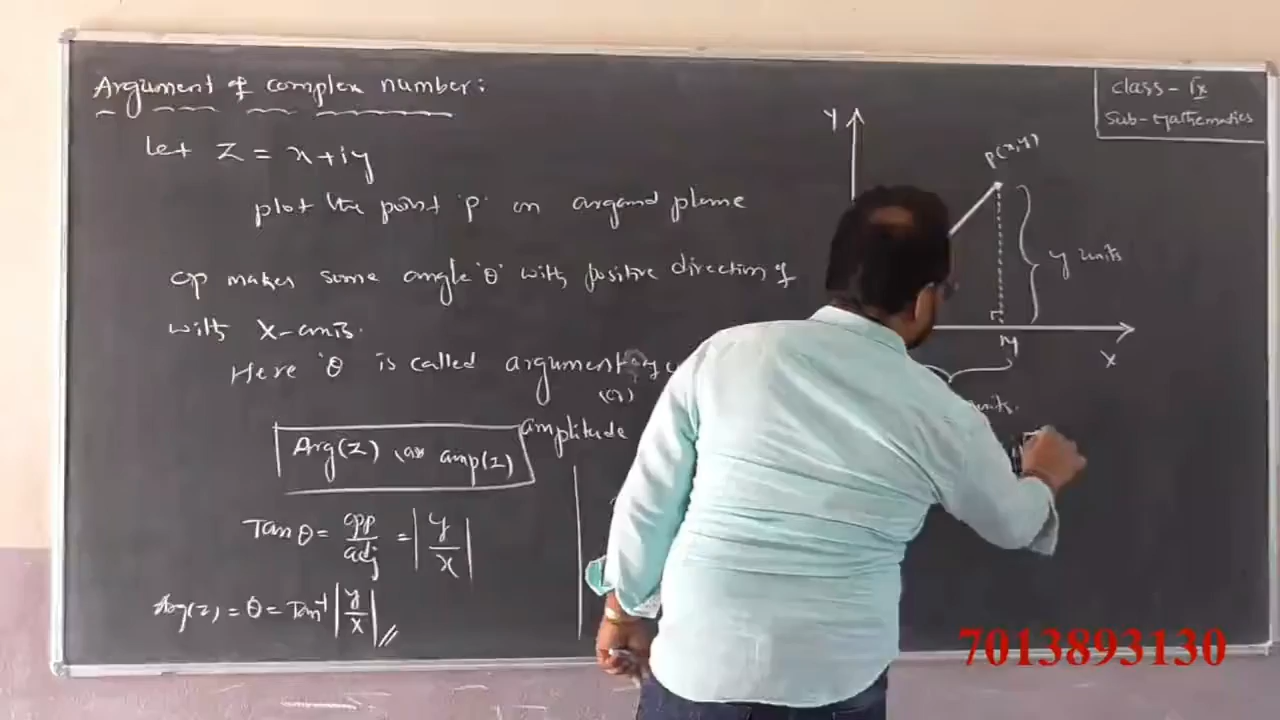 Argument of complex number:
let Z = x+iy
plot the point 'P' on argand plane
op makes some angle 'θ' with positive direction of
with X-axis.
Here 'θ' is called argument
(or)
amplitude
Arg(Z) (or) amp(z)
Tan θ = opp/adj = |y/x|
Arg(z) = θ = Tan⁻¹ |y/x|
Class - IX
Sub - Mathematics
Y
P(x,y)
y units
M
X
units.
7013893130